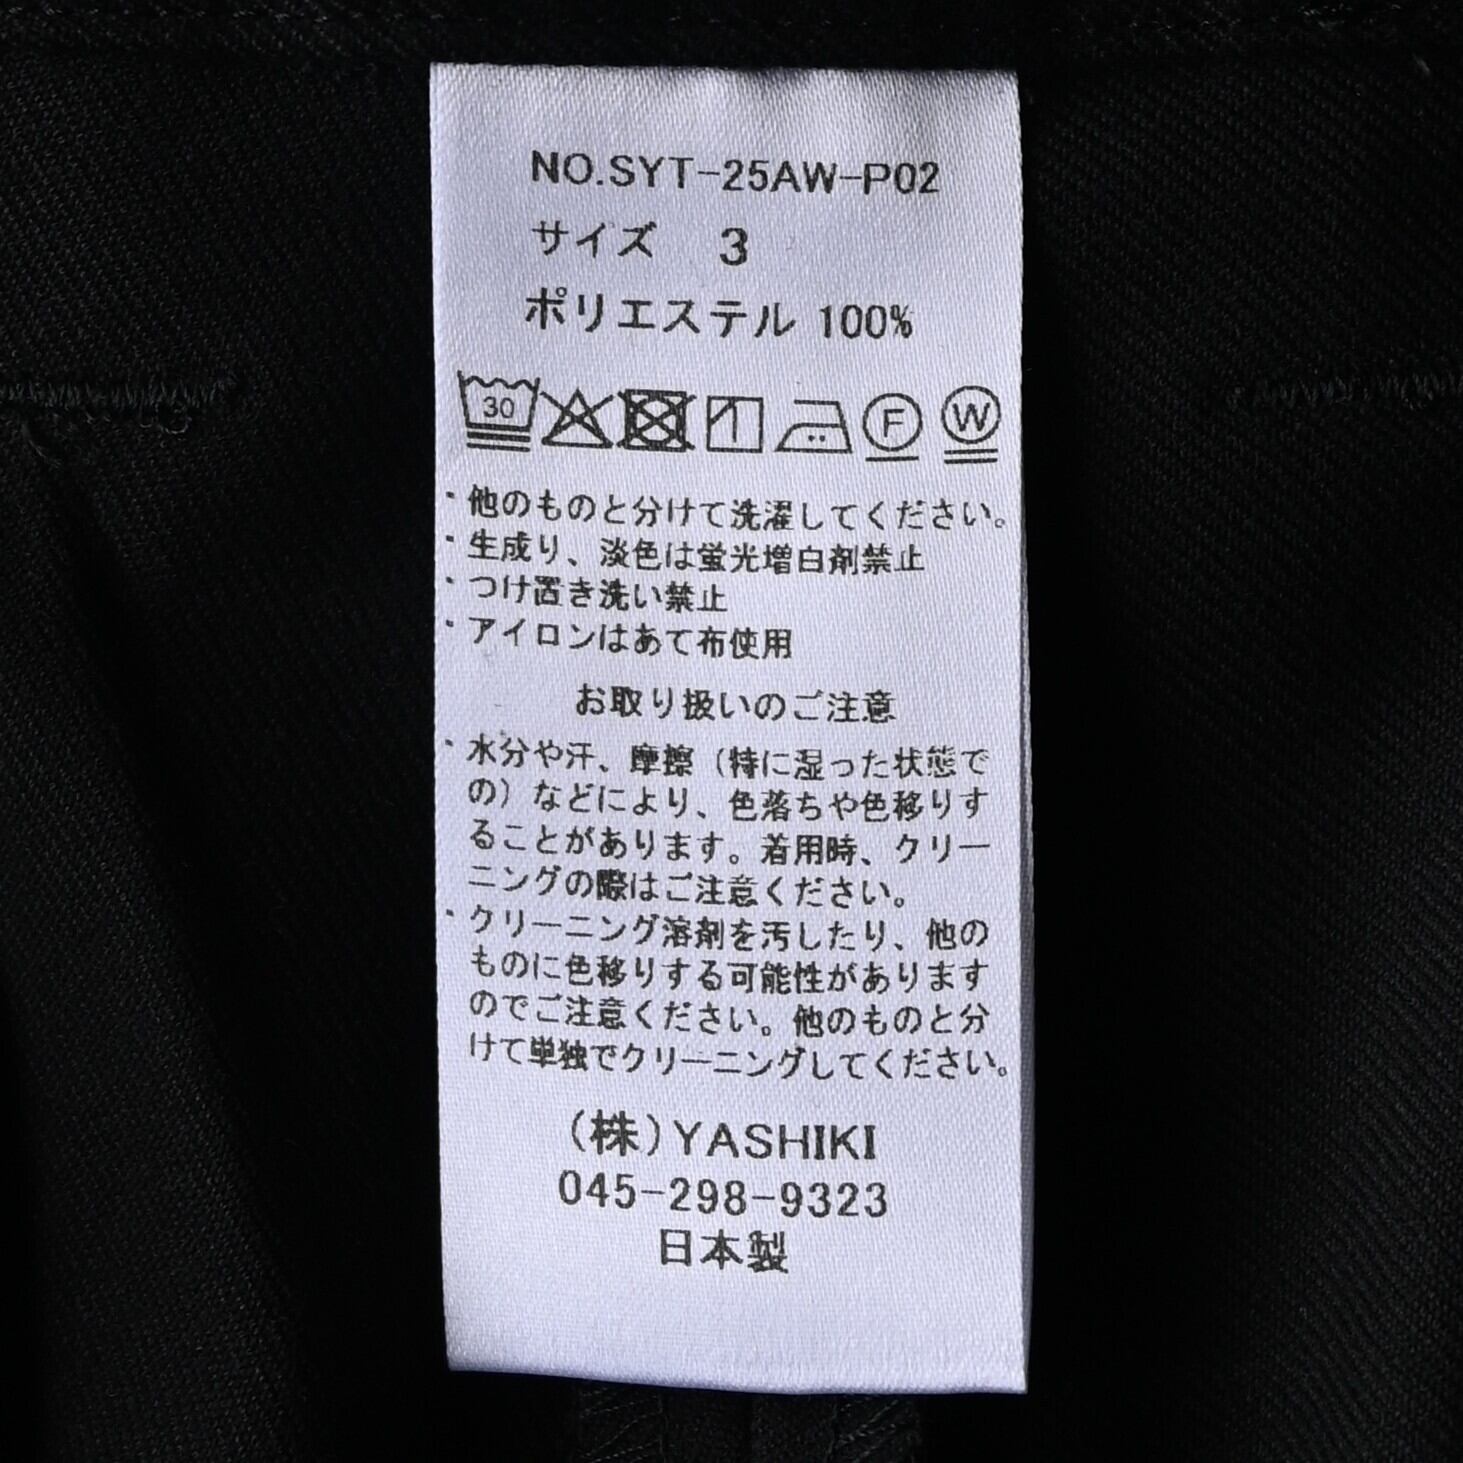 NO.SYT-25AW-P02
サイズ 3
ポリエステル 100%
30 F W
・他のものと分けて洗濯してください。
・生成り、淡色は蛍光増白剤禁止
・つけ置き洗い禁止
・アイロンはあて布使用
お取り扱いのご注意
・水分や汗、摩擦（特に湿った状態で
の）などにより、色落ちや色移りす
ることがあります。着用時、クリー
ニングの際はご注意ください。
・クリーニング溶剤を汚したり、他の
ものに色移りする可能性があります
のでご注意ください。他のものと分
けて単独でクリーニングしてください。
（株）YASHIKI
045-298-9323
日本製